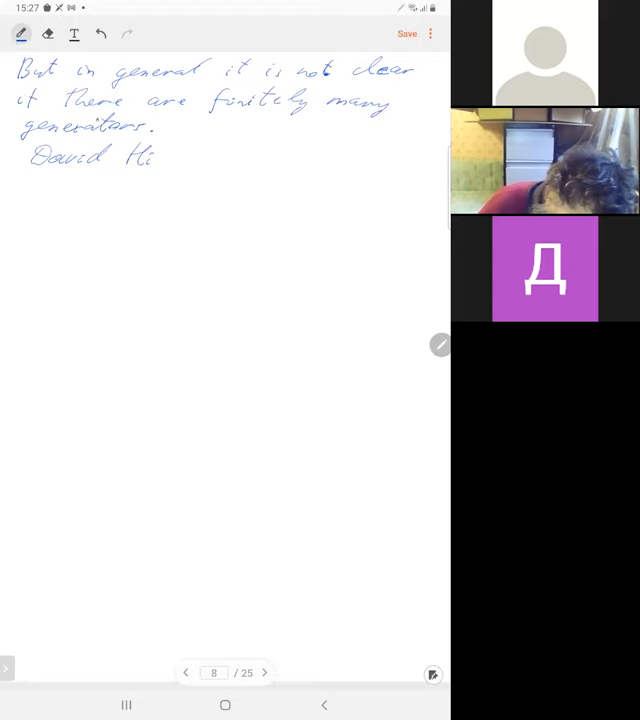 15:27
Save
But in general it is not clear
if there are finitely many
generators.
David Hi
8 / 25
Д